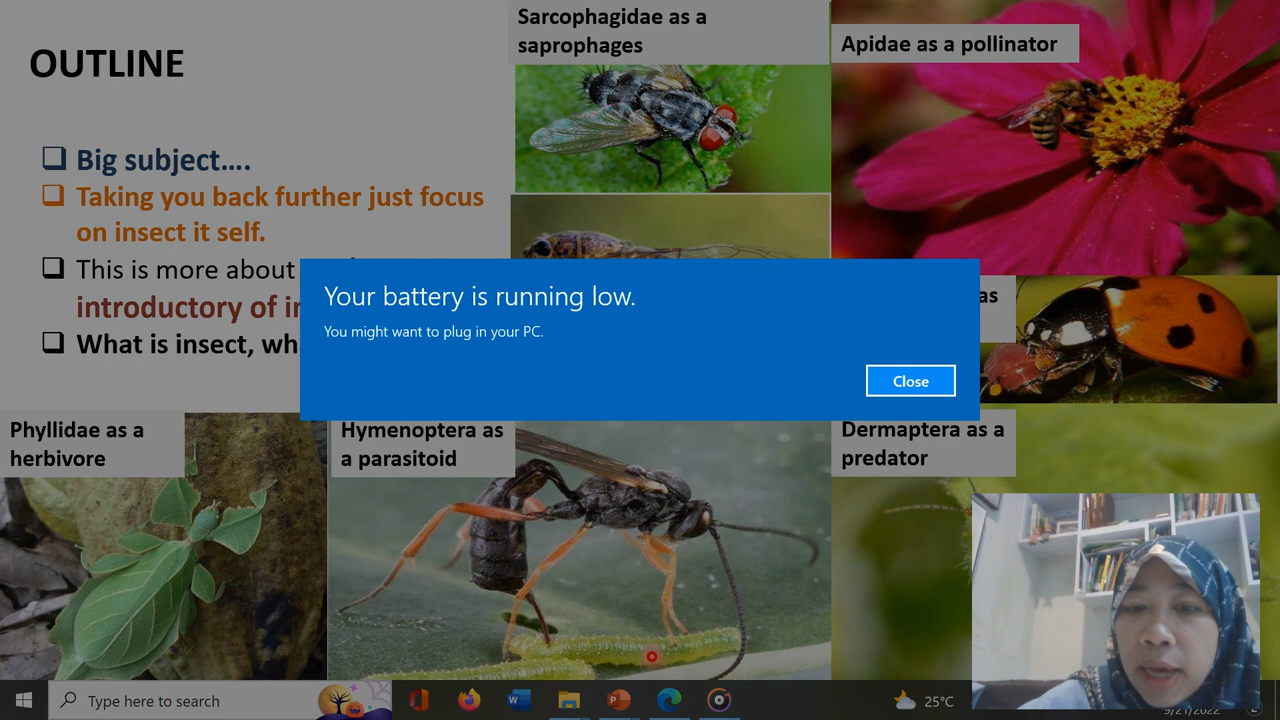 OUTLINE
Big subject….
Taking you back further just focus
on insect it self.
This is more about
introductory of
What is insect,
Sarcophagidae as a
saprophages
Apidae as a pollinator
as
Your battery is running low.
You might want to plug in your PC.
Close
Phyllidae as a
herbivore
Hymenoptera as
a parasitoid
Dermaptera as a
predator
Type here to search
25°C
9/21/2022